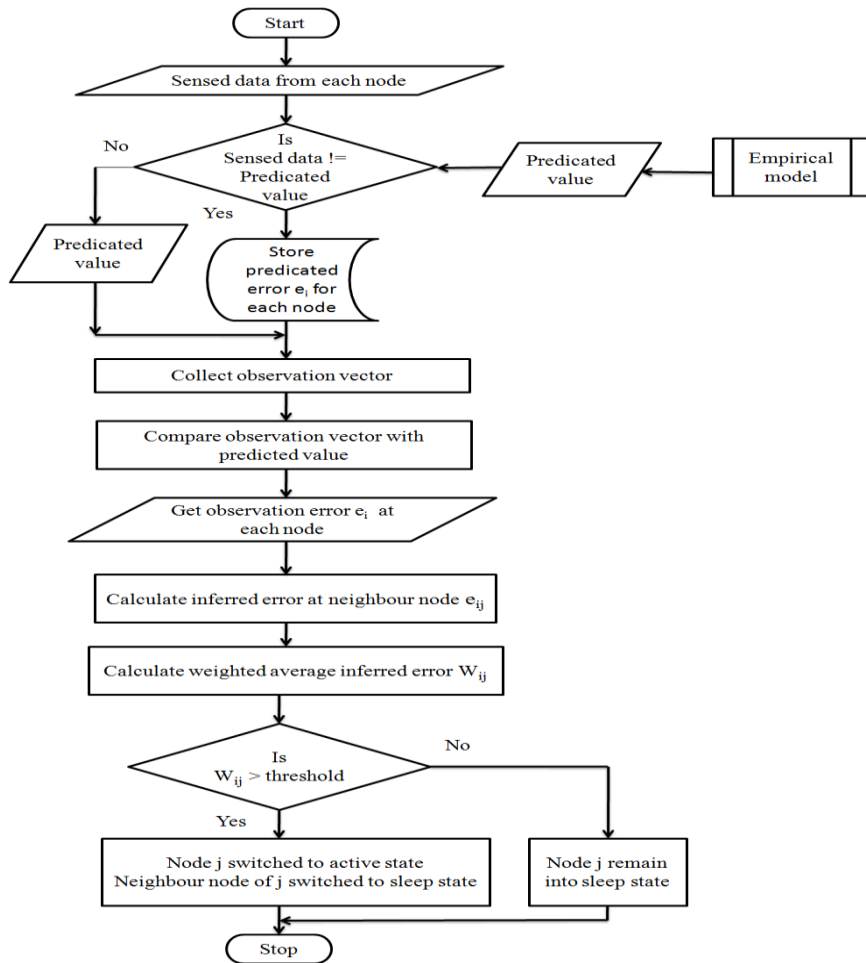 Start
Sensed data from each node
Is
Sensed data !=
Predicated
value
No
Yes
Predicated
value
Empirical
model
Predicated
value
Store
predicated
error ei for
each node
Collect observation vector
Compare observation vector with
predicted value
Get observation error ei at
each node
Calculate inferred error at neighbour node eij
Calculate weighted average inferred error Wij
Is
Wij > threshold
No
Yes
Node j switched to active state
Neighbour node of j switched to sleep state
Node j remain
into sleep state
Stop